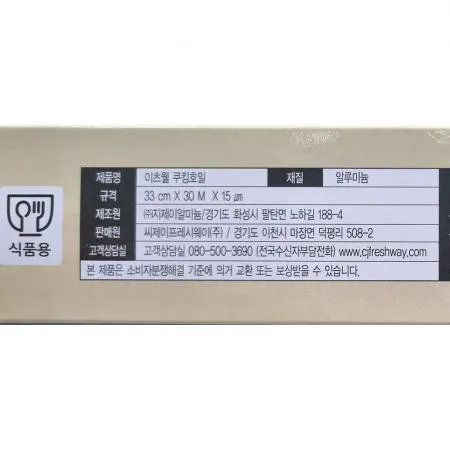 제품명 이츠웰 쿠킹호일 재질 알루미늄
규격 33 cm X 30 M X 15 ㎛
제조원 ㈜지제이알미늄/경기도 화성시 팔탄면 노하길 188-4
판매원 씨제이프레시웨이(주) / 경기도 이천시 마장면 덕평리 508-2
고객상담실 고객상담실 080-500-3690 (전국수신자부담전화) www.cjfreshway.com
본 제품은 소비자분쟁해결 기준에 의거 교환 또는 보상받을 수 있습니다.
식품용